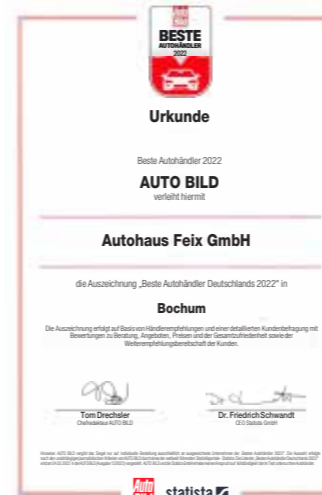 Auto
Bild
BESTE
AUTOHÄNDLER
2022
Urkunde
Beste Autohändler 2022
AUTO BILD
verleiht hiermit
Autohaus Feix GmbH
die Auszeichnung „Beste Autohändler Deutschlands 2022“ in
Bochum
Die Auszeichnung erfolgt auf Basis von Händlerempfehlungen und einer detaillierten Kundenbefragung mit
Bewertungen zu Beratung, Angeboten, Preisen und der Gesamtzufriedenheit sowie der
Weiterempfehlungsbereitschaft der Kunden.
Tom Drechsler
Chefredakteur AUTO BILD
Dr. Friedrich Schwandt
CEO Statista GmbH
Auto
Bild
statista